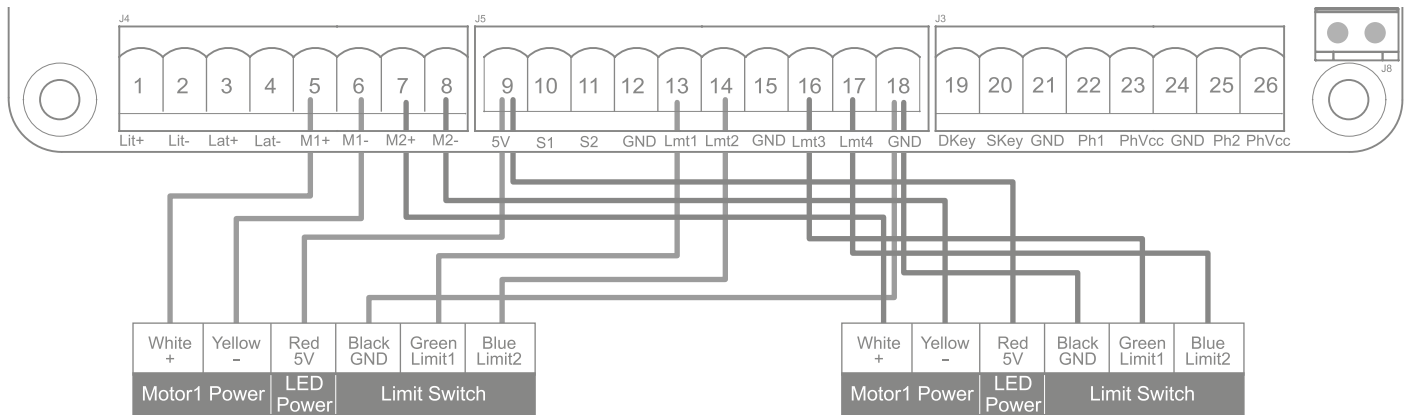 J4 J5 J3
J8
1 2 3 4 5 6 7 8 9 10 11 12 13 14 15 16 17 18 19 20 21 22 23 24 25 26
Lit+ Lit- Lat+ Lat- M1+ M1- M2+ M2- 5V S1 S2 GND Lmt1 Lmt2 GND Lmt3 Lmt4 GND DKey SKey GND Ph1 PhVcc GND Ph2 PhVcc
White Yellow Red Black Green Blue White Yellow Red Black Green Blue
+ – 5V GND Limit1 Limit2 + – 5V GND Limit1 Limit2
Motor1 Power LED Power Limit Switch Motor1 Power LED Power Limit Switch